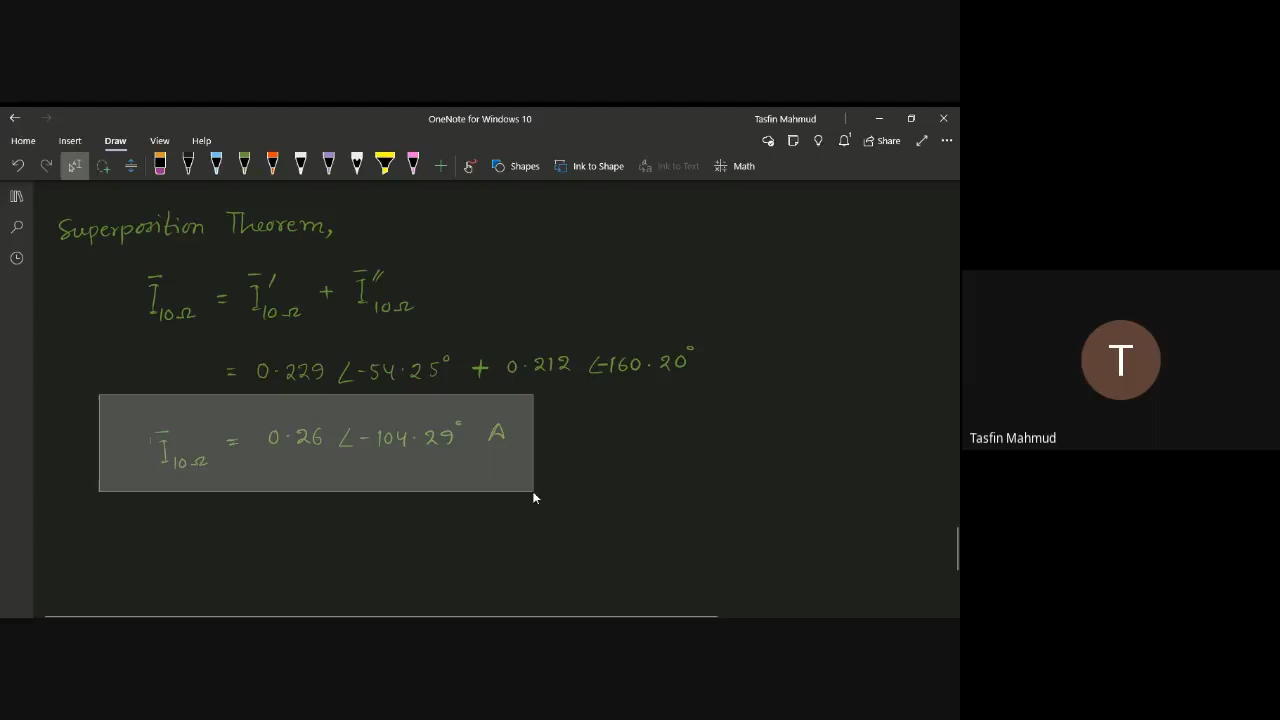 OneNote for Windows 10
Tasfin Mahmud
Home Insert Draw View Help
Share
Shapes Ink to Shape Ink to Text Math
Superposition Theorem,
Ī10Ω = Ī′10Ω + Ī″10Ω
= 0.229 ∠-54.25° + 0.212 ∠-160.20°
Ī10Ω = 0.26 ∠-104.29° A
T
Tasfin Mahmud